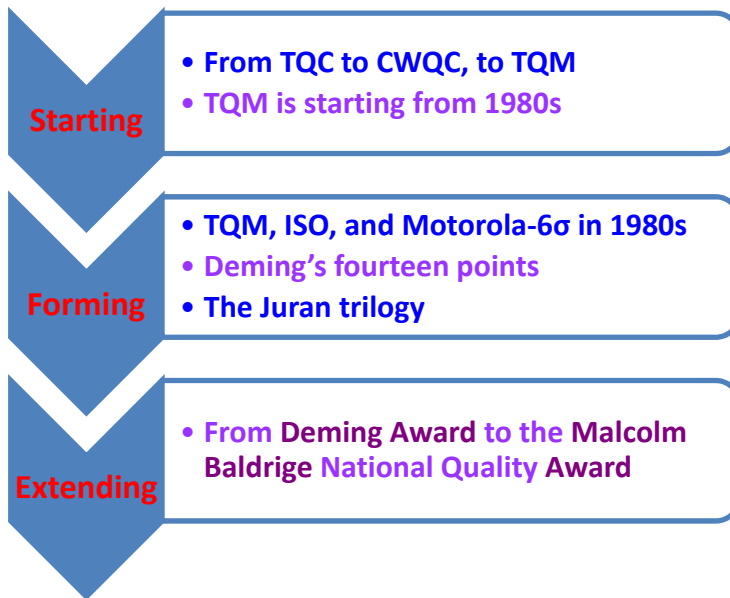 Starting
• From TQC to CWQC, to TQM
• TQM is starting from 1980s
Forming
• TQM, ISO, and Motorola-6σ in 1980s
• Deming’s fourteen points
• The Juran trilogy
Extending
• From Deming Award to the Malcolm
Baldrige National Quality Award